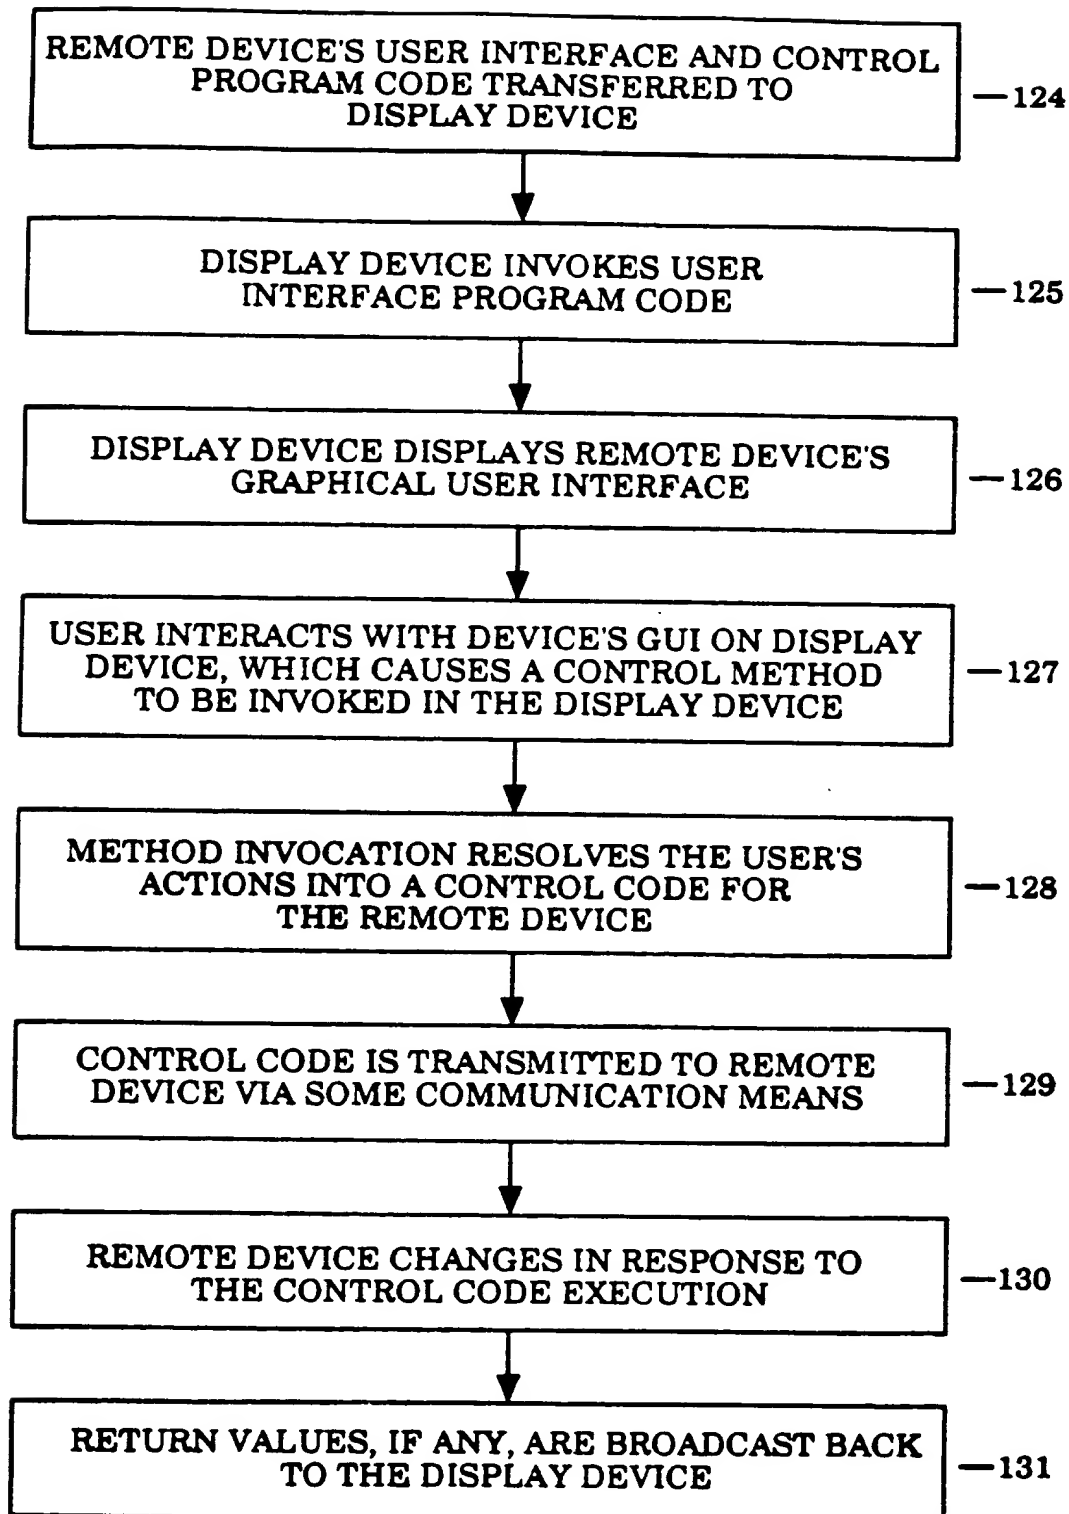 REMOTE DEVICE'S USER INTERFACE AND CONTROL
PROGRAM CODE TRANSFERRED TO
DISPLAY DEVICE
124
DISPLAY DEVICE INVOKES USER
INTERFACE PROGRAM CODE
125
DISPLAY DEVICE DISPLAYS REMOTE DEVICE'S
GRAPHICAL USER INTERFACE
126
USER INTERACTS WITH DEVICE'S GUI ON DISPLAY
DEVICE, WHICH CAUSES A CONTROL METHOD
TO BE INVOKED IN THE DISPLAY DEVICE
127
METHOD INVOCATION RESOLVES THE USER'S
ACTIONS INTO A CONTROL CODE FOR
THE REMOTE DEVICE
128
CONTROL CODE IS TRANSMITTED TO REMOTE
DEVICE VIA SOME COMMUNICATION MEANS
129
REMOTE DEVICE CHANGES IN RESPONSE TO
THE CONTROL CODE EXECUTION
130
RETURN VALUES, IF ANY, ARE BROADCAST BACK
TO THE DISPLAY DEVICE
131